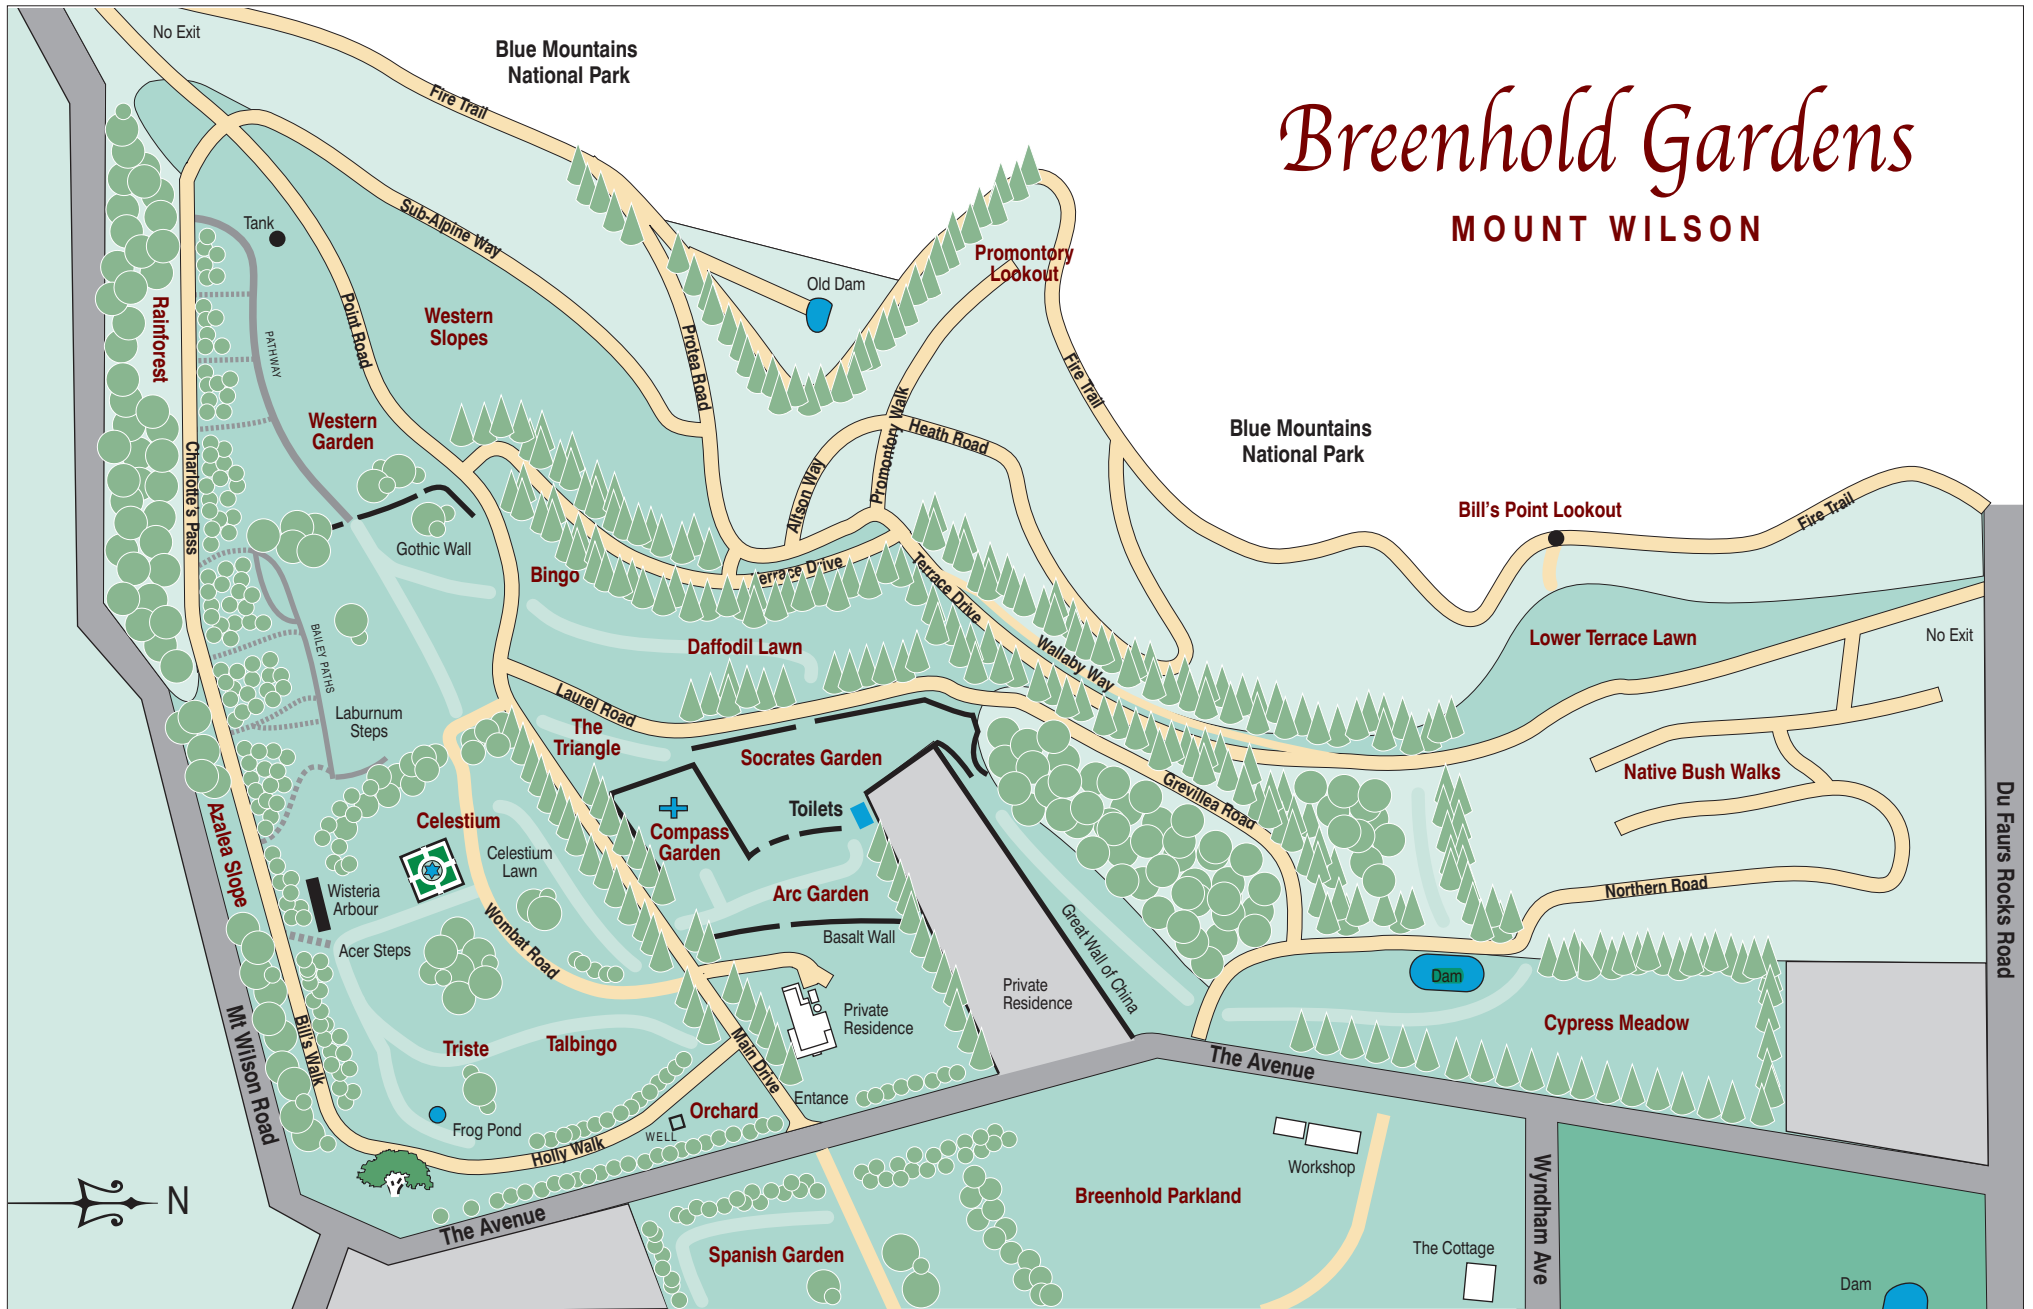 No Exit
Blue Mountains
National Park
Fire Trail
Breenhold Gardens
MOUNT WILSON
Tank
Sub-Alpine Way
Promontory
Lookout
Old Dam
Rainforest
PATHWAY
Point Road
Western
Slopes
Protea Road
Fire Trail
Western
Garden
Charlotte's Pass
Promontory Walk
Heath Road
Altson Way
Blue Mountains
National Park
Bill's Point Lookout
Fire Trail
Gothic Wall
Bingo
Terrace Drive
Terrace Drive
Daffodil Lawn
Wallaby Way
Lower Terrace Lawn
No Exit
BAILEY PATHS
Laburnum
Steps
Laurel Road
The
Triangle
Socrates Garden
Native Bush Walks
Grevillea Road
Toilets
Compass
Garden
Azalea Slope
Celestium
Celestium
Lawn
Wisteria
Arbour
Arc Garden
Northern Road
Du Faurs Rocks Road
Acer Steps
Wombat Road
Basalt Wall
Great Wall of China
Private
Residence
Dam
Private
Residence
Cypress Meadow
Mt Wilson Road
Bill's Walk
Triste
Talbingo
Main Drive
The Avenue
Entance
Orchard
WELL
Frog Pond
Holly Walk
Workshop
Wyndham Ave
N
The Avenue
Breenhold Parkland
Spanish Garden
The Cottage
Dam